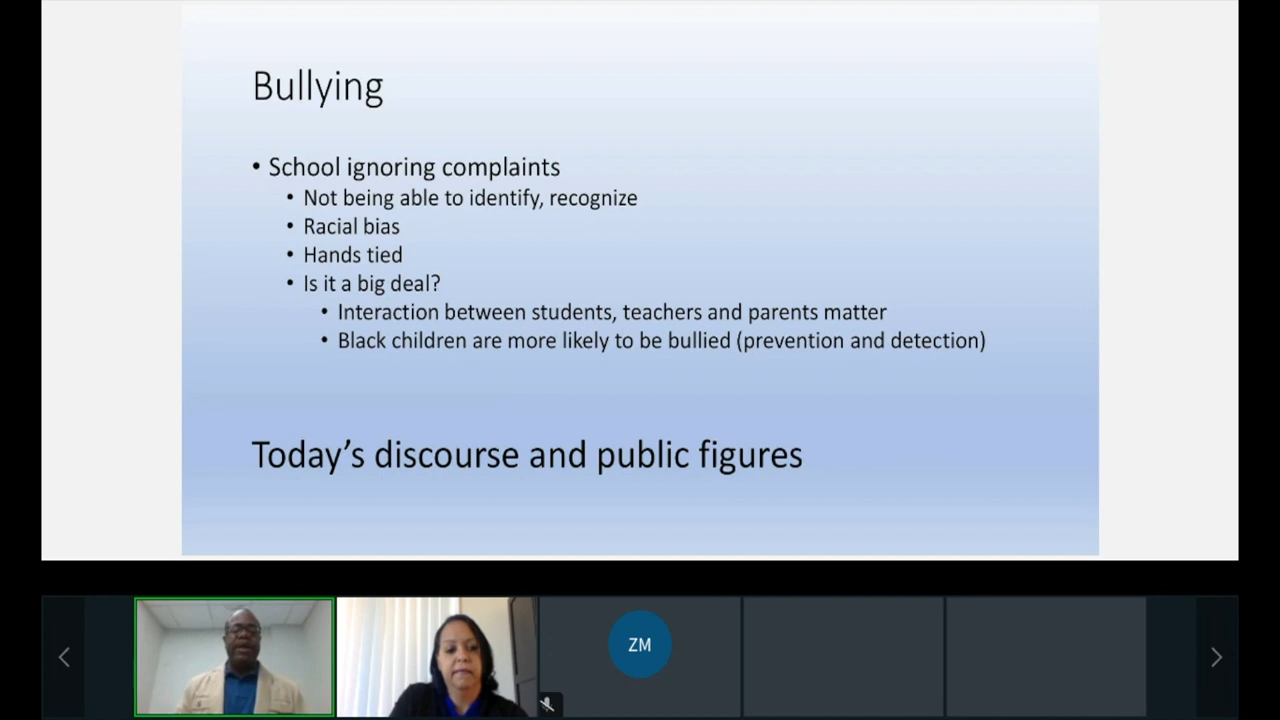 Bullying
• School ignoring complaints
• Not being able to identify, recognize
• Racial bias
• Hands tied
• Is it a big deal?
• Interaction between students, teachers and parents matter
• Black children are more likely to be bullied (prevention and detection)
Today’s discourse and public figures
ZM